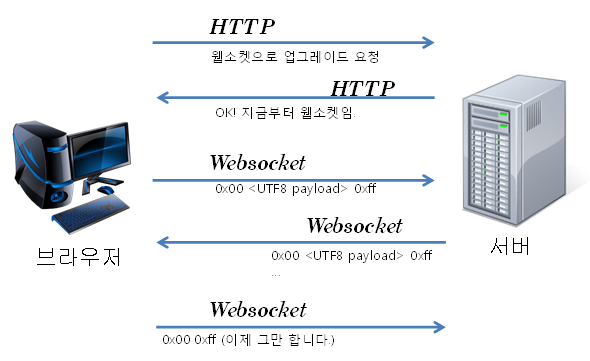 HTTP
웹소켓으로 업그레이드 요청
HTTP
OK! 지금부터 웹소켓임.
Websocket
0x00 <UTF8 payload> 0xff
Websocket
0x00 <UTF8 payload> 0xff
...
브라우저
서버
Websocket
0x00 0xff (이제 그만 합니다.)